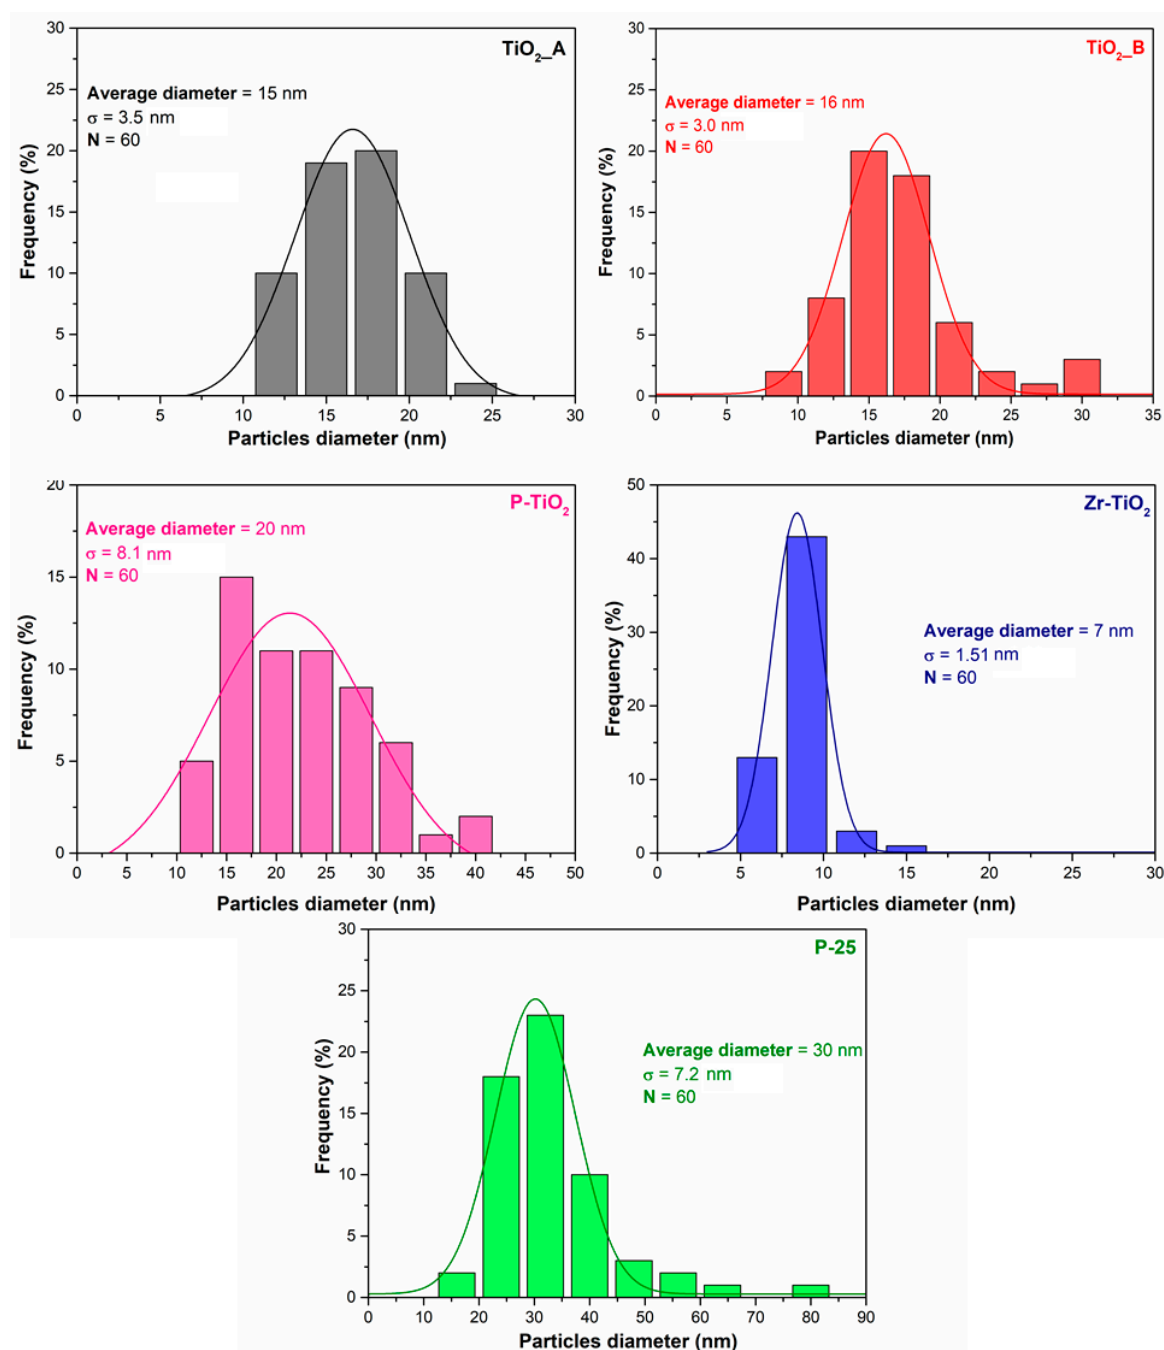 TiO₂_A
Average diameter = 15 nm
σ = 3.5 nm
N = 60
Frequency (%)
30
25
20
15
10
5
0
0 5 10 15 20 25 30
Particles diameter (nm)
TiO₂_B
Average diameter = 16 nm
σ = 3.0 nm
N = 60
Frequency (%)
30
25
20
15
10
5
0
0 5 10 15 20 25 30 35
Particles diameter (nm)
P-TiO₂
Average diameter = 20 nm
σ = 8.1 nm
N = 60
Frequency (%)
20
15
10
5
0
0 5 10 15 20 25 30 35 40 45 50
Particles diameter (nm)
Zr-TiO₂
Average diameter = 7 nm
σ = 1.51 nm
N = 60
Frequency (%)
50
40
30
20
10
0
0 5 10 15 20 25 30
Particles diameter (nm)
P-25
Average diameter = 30 nm
σ = 7.2 nm
N = 60
Frequency (%)
30
25
20
15
10
5
0
0 10 20 30 40 50 60 70 80 90
Particles diameter (nm)